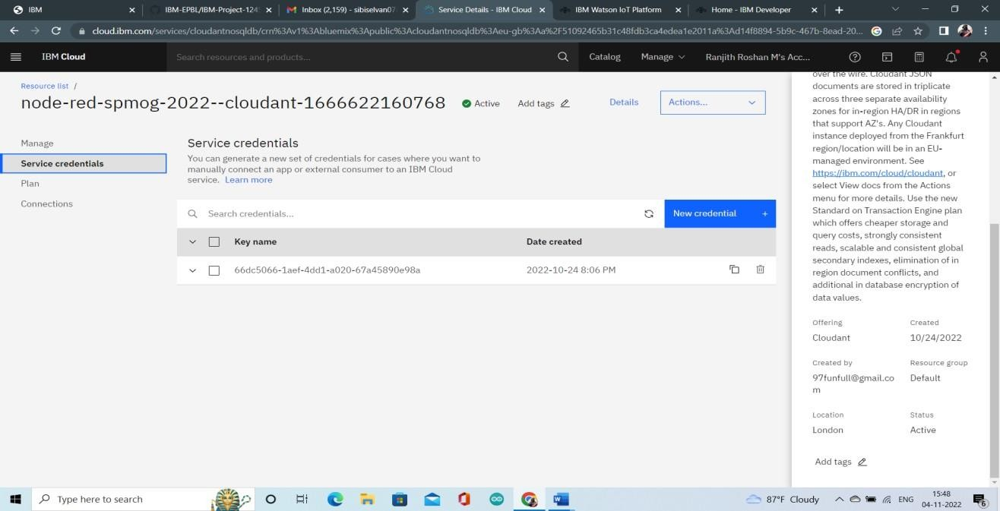 IBM
IBM-EPBL/IBM-Project-124
Inbox (2,159) - sibiselvan07
Service Details - IBM Cloud
IBM Watson IoT Platform
Home - IBM Developer
cloud.ibm.com/services/cloudantnosqldb/crn%3Av1%3Abluemix%3Apublic%3Acloudantnosqldb%3Aeu-gb%3Aa%2F51092465b31c48fdb3ca4edea1e2011a%3Ad14f8894-5b9c-467b-8ead-20...
IBM Cloud
Search resources and products...
Catalog
Manage
Ranjith Roshan M's Acc...
Resource list /
node-red-spmog-2022--cloudant-1666622160768
Active
Add tags
Details
Actions...
Manage
Service credentials
Plan
Connections
Service credentials
You can generate a new set of credentials for cases where you want to
manually connect an app or external consumer to an IBM Cloud
service. Learn more
Search credentials...
New credential +
Key name
Date created
66dc5066-1aef-4dd1-a020-67a45890e98a
2022-10-24 8:06 PM
over the wire. Cloudant JSON
documents are stored in triplicate
across three separate availability
zones for in-region HA/DR in regions
that support AZ's. Any Cloudant
instance deployed from the Frankfurt
region/location will be in an EU-
managed environment. See
https://ibm.com/cloud/cloudant, or
select View docs from the Actions
menu for more details. Use the new
Standard on Transaction Engine plan
which offers cheaper storage and
query costs, strongly consistent
reads, scalable and consistent global
secondary indexes, elimination of in
region document conflicts, and
additional in database encryption of
data values.
Offering
Created
Cloudant
10/24/2022
Created by
Resource group
97funfull@gmail.co
m
Default
Location
Status
London
Active
Add tags
Type here to search
87°F Cloudy
ENG
15:48
04-11-2022
6